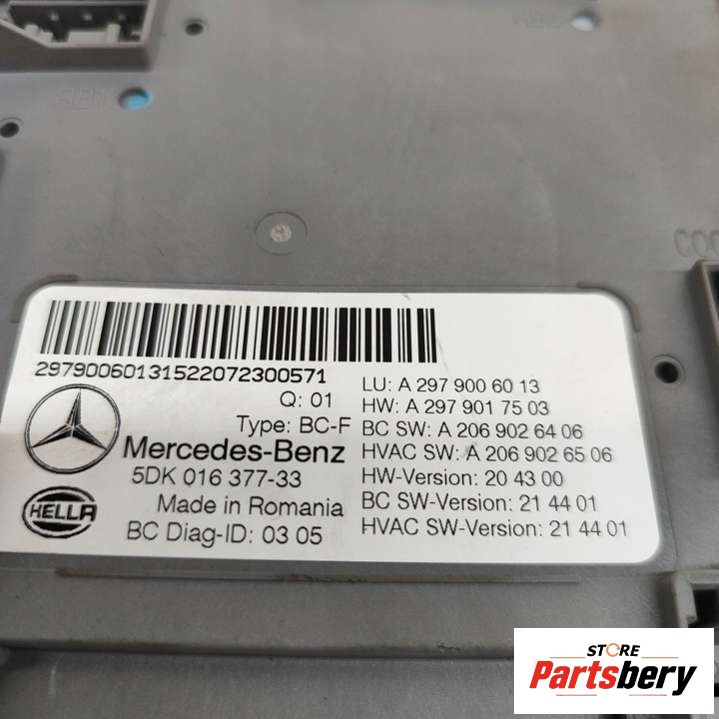 29790060131522072300571
Q: 01
Type: BC-F
Mercedes-Benz
5DK 016 377-33
Made in Romania
BC Diag-ID: 03 05
HELLA
LU: A 297 900 60 13
HW: A 297 901 75 03
BC SW: A 206 902 64 06
HVAC SW: A 206 902 65 06
HW-Version: 20 43 00
BC SW-Version: 21 44 01
HVAC SW-Version: 21 44 01
STORE
Partsbery